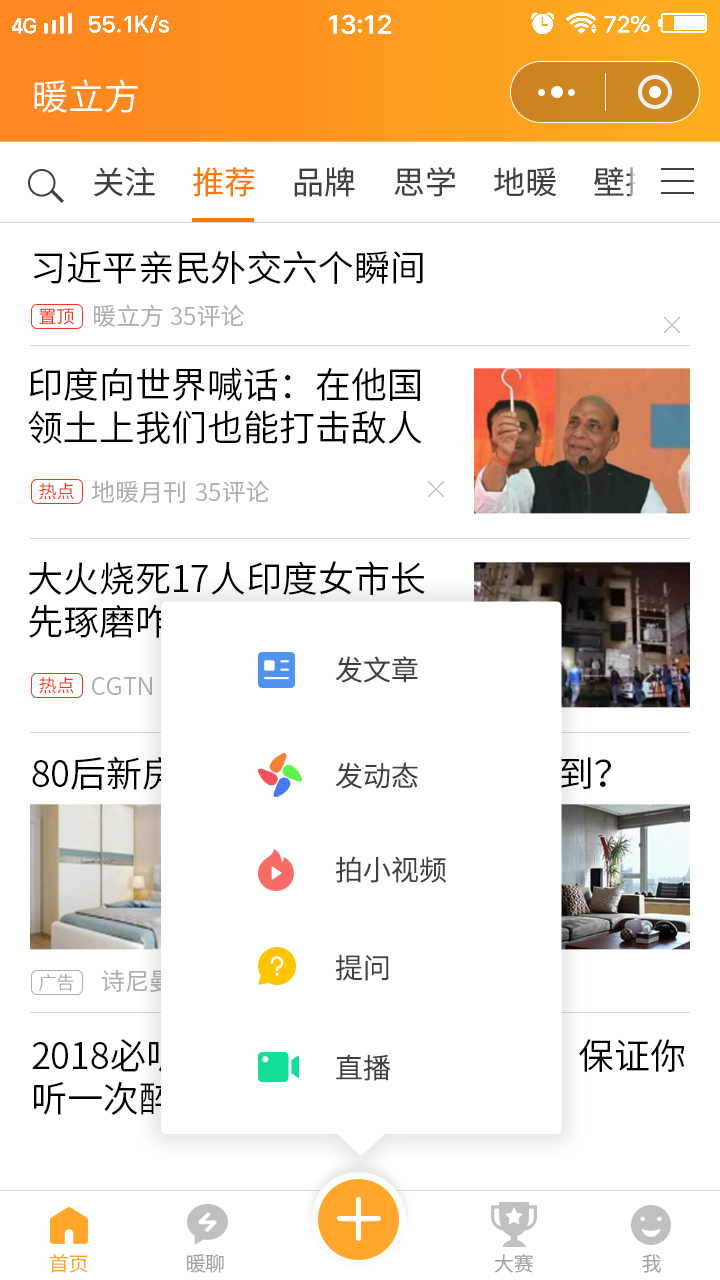 4G 55.1K/s 13:12 72%
暖立方
关注 推荐 品牌 思学 地暖 壁
习近平亲民外交六个瞬间
置顶 暖立方 35评论
印度向世界喊话：在他国
领土上我们也能打击敌人
热点 地暖月刊 35评论
大火烧死17人印度女市长
先琢磨咋
热点 CGTN
发文章
发动态
拍小视频
提问
直播
80后新房 到?
广告 诗尼曼
2018必听 保证你
听一次醉
首页 暖聊 大赛 我